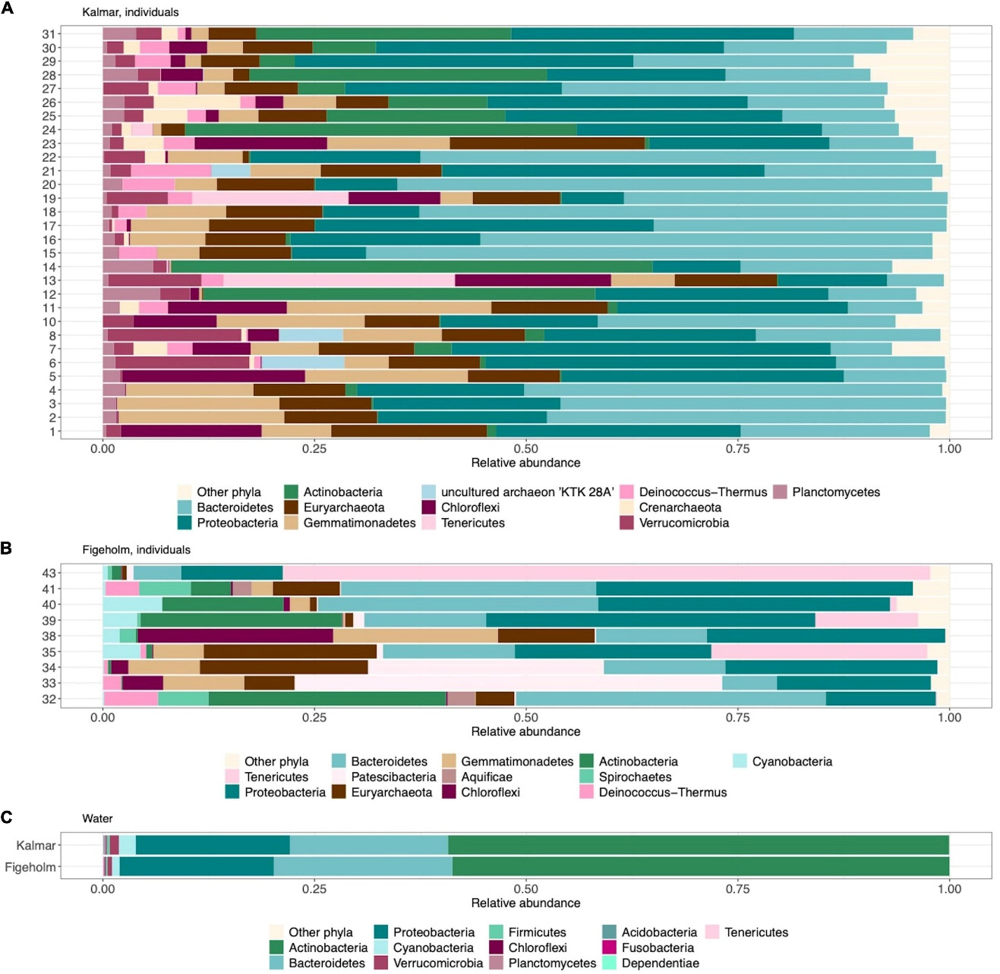 A
Kalmar, individuals
31
30
29
28
27
26
25
24
23
22
21
20
19
18
17
16
15
14
13
12
11
10
8
7
6
5
4
3
2
1
0.00 0.25 0.50 0.75 1.00
Relative abundance
Other phyla Actinobacteria uncultured archaeon 'KTK 28A' Deinococcus−Thermus Planctomycetes
Bacteroidetes Euryarchaeota Chloroflexi Crenarchaeota
Proteobacteria Gemmatimonadetes Tenericutes Verrucomicrobia
B
Figeholm, individuals
43
41
40
39
38
35
34
33
32
0.00 0.25 0.50 0.75 1.00
Relative abundance
Other phyla Bacteroidetes Gemmatimonadetes Actinobacteria Cyanobacteria
Tenericutes Patescibacteria Aquificae Spirochaetes
Proteobacteria Euryarchaeota Chloroflexi Deinococcus−Thermus
C
Water
Kalmar
Figeholm
0.00 0.25 0.50 0.75 1.00
Relative abundance
Other phyla Proteobacteria Firmicutes Acidobacteria Tenericutes
Actinobacteria Cyanobacteria Chloroflexi Fusobacteria
Bacteroidetes Verrucomicrobia Planctomycetes Dependentiae